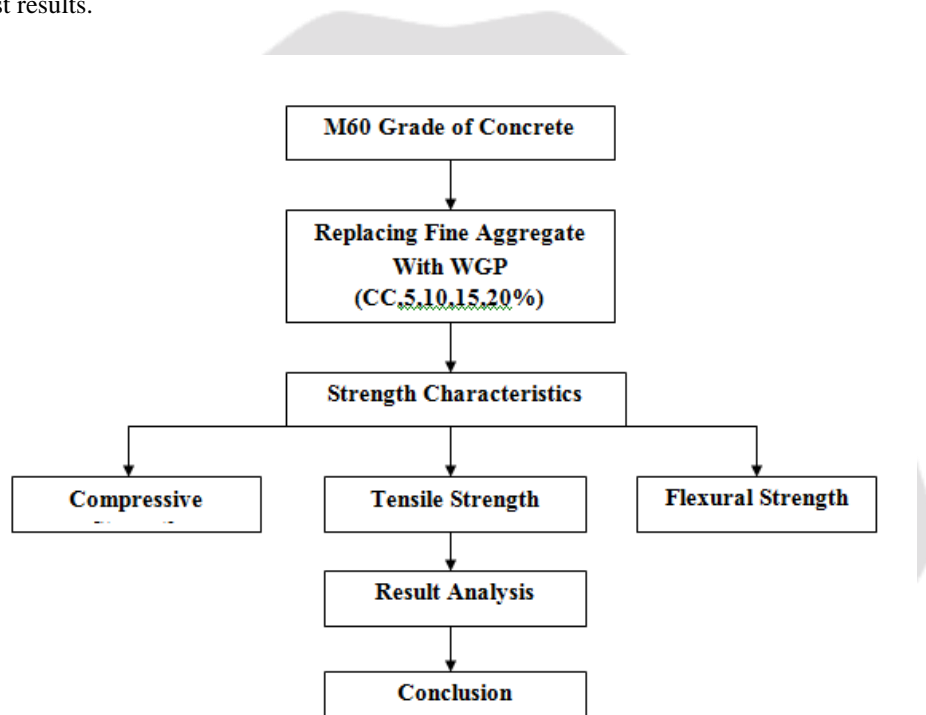 st results.
M60 Grade of Concrete
Replacing Fine Aggregate
With WGP
(CC,5,10,15,20%)
Strength Characteristics
Compressive
Tensile Strength
Flexural Strength
Result Analysis
Conclusion